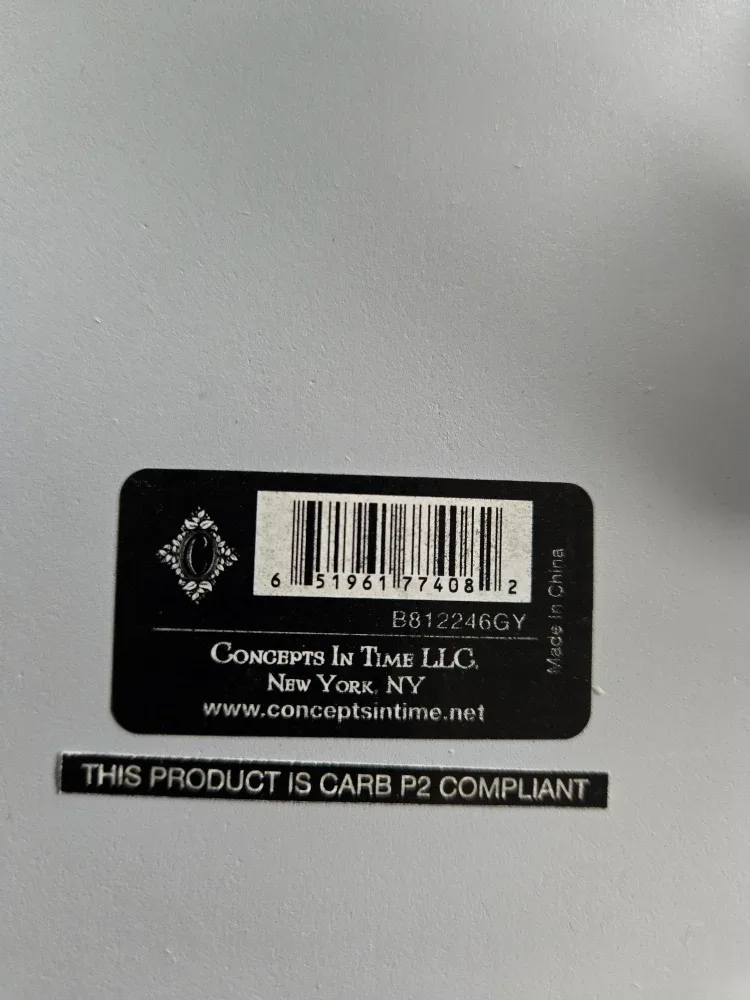 C
6 51961 77408 2
B812246GY
Made in China
CONCEPTS IN TIME LLC.
NEW YORK, NY
www.conceptsintime.net
THIS PRODUCT IS CARB P2 COMPLIANT